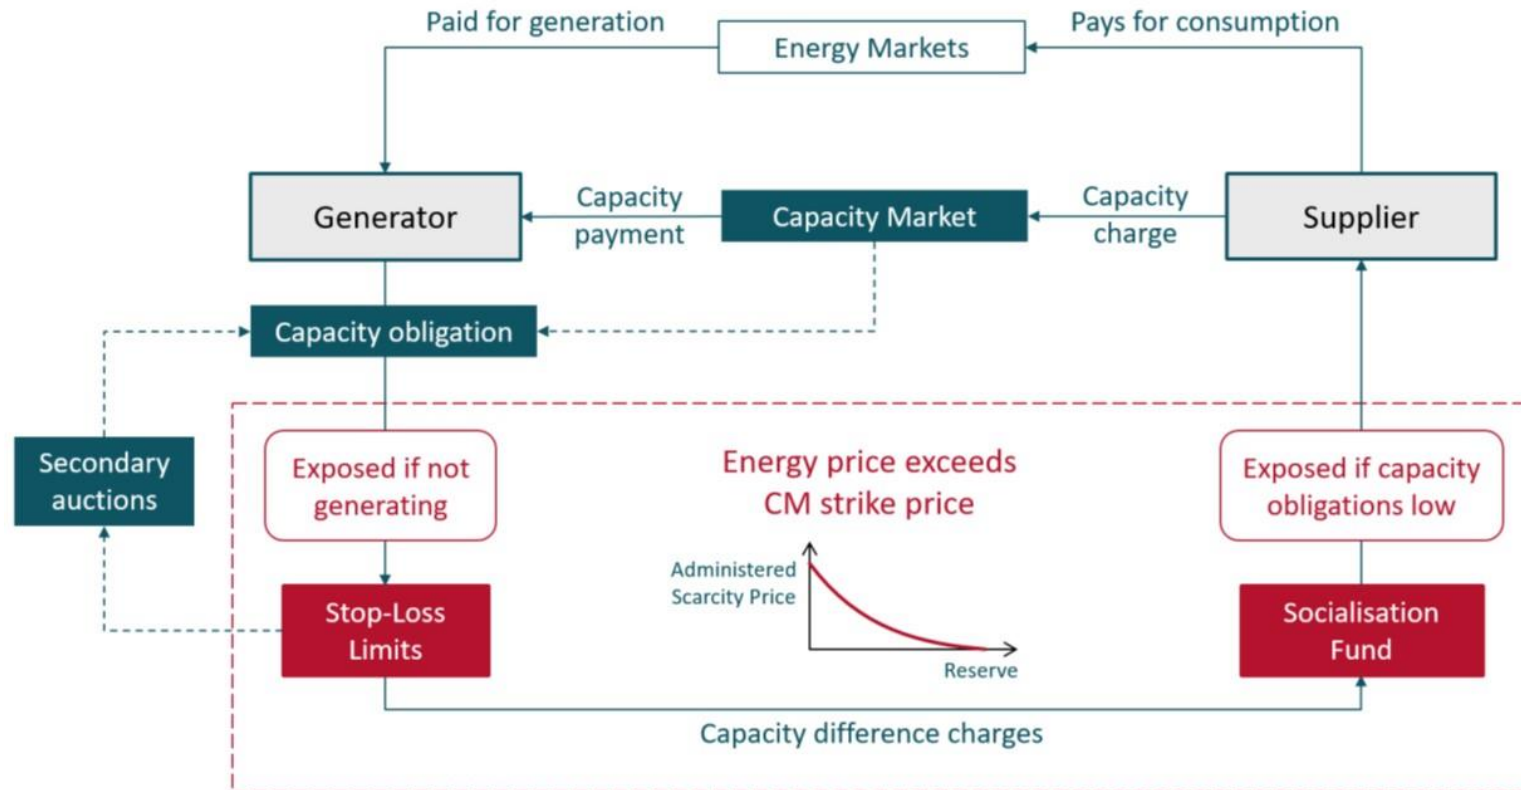 Paid for generation
Energy Markets
Pays for consumption
Generator
Capacity
payment
Capacity Market
Capacity
charge
Supplier
Capacity obligation
Secondary
auctions
Exposed if not
generating
Energy price exceeds
CM strike price
Exposed if capacity
obligations low
Administered
Scarcity Price
Reserve
Stop-Loss
Limits
Socialisation
Fund
Capacity difference charges